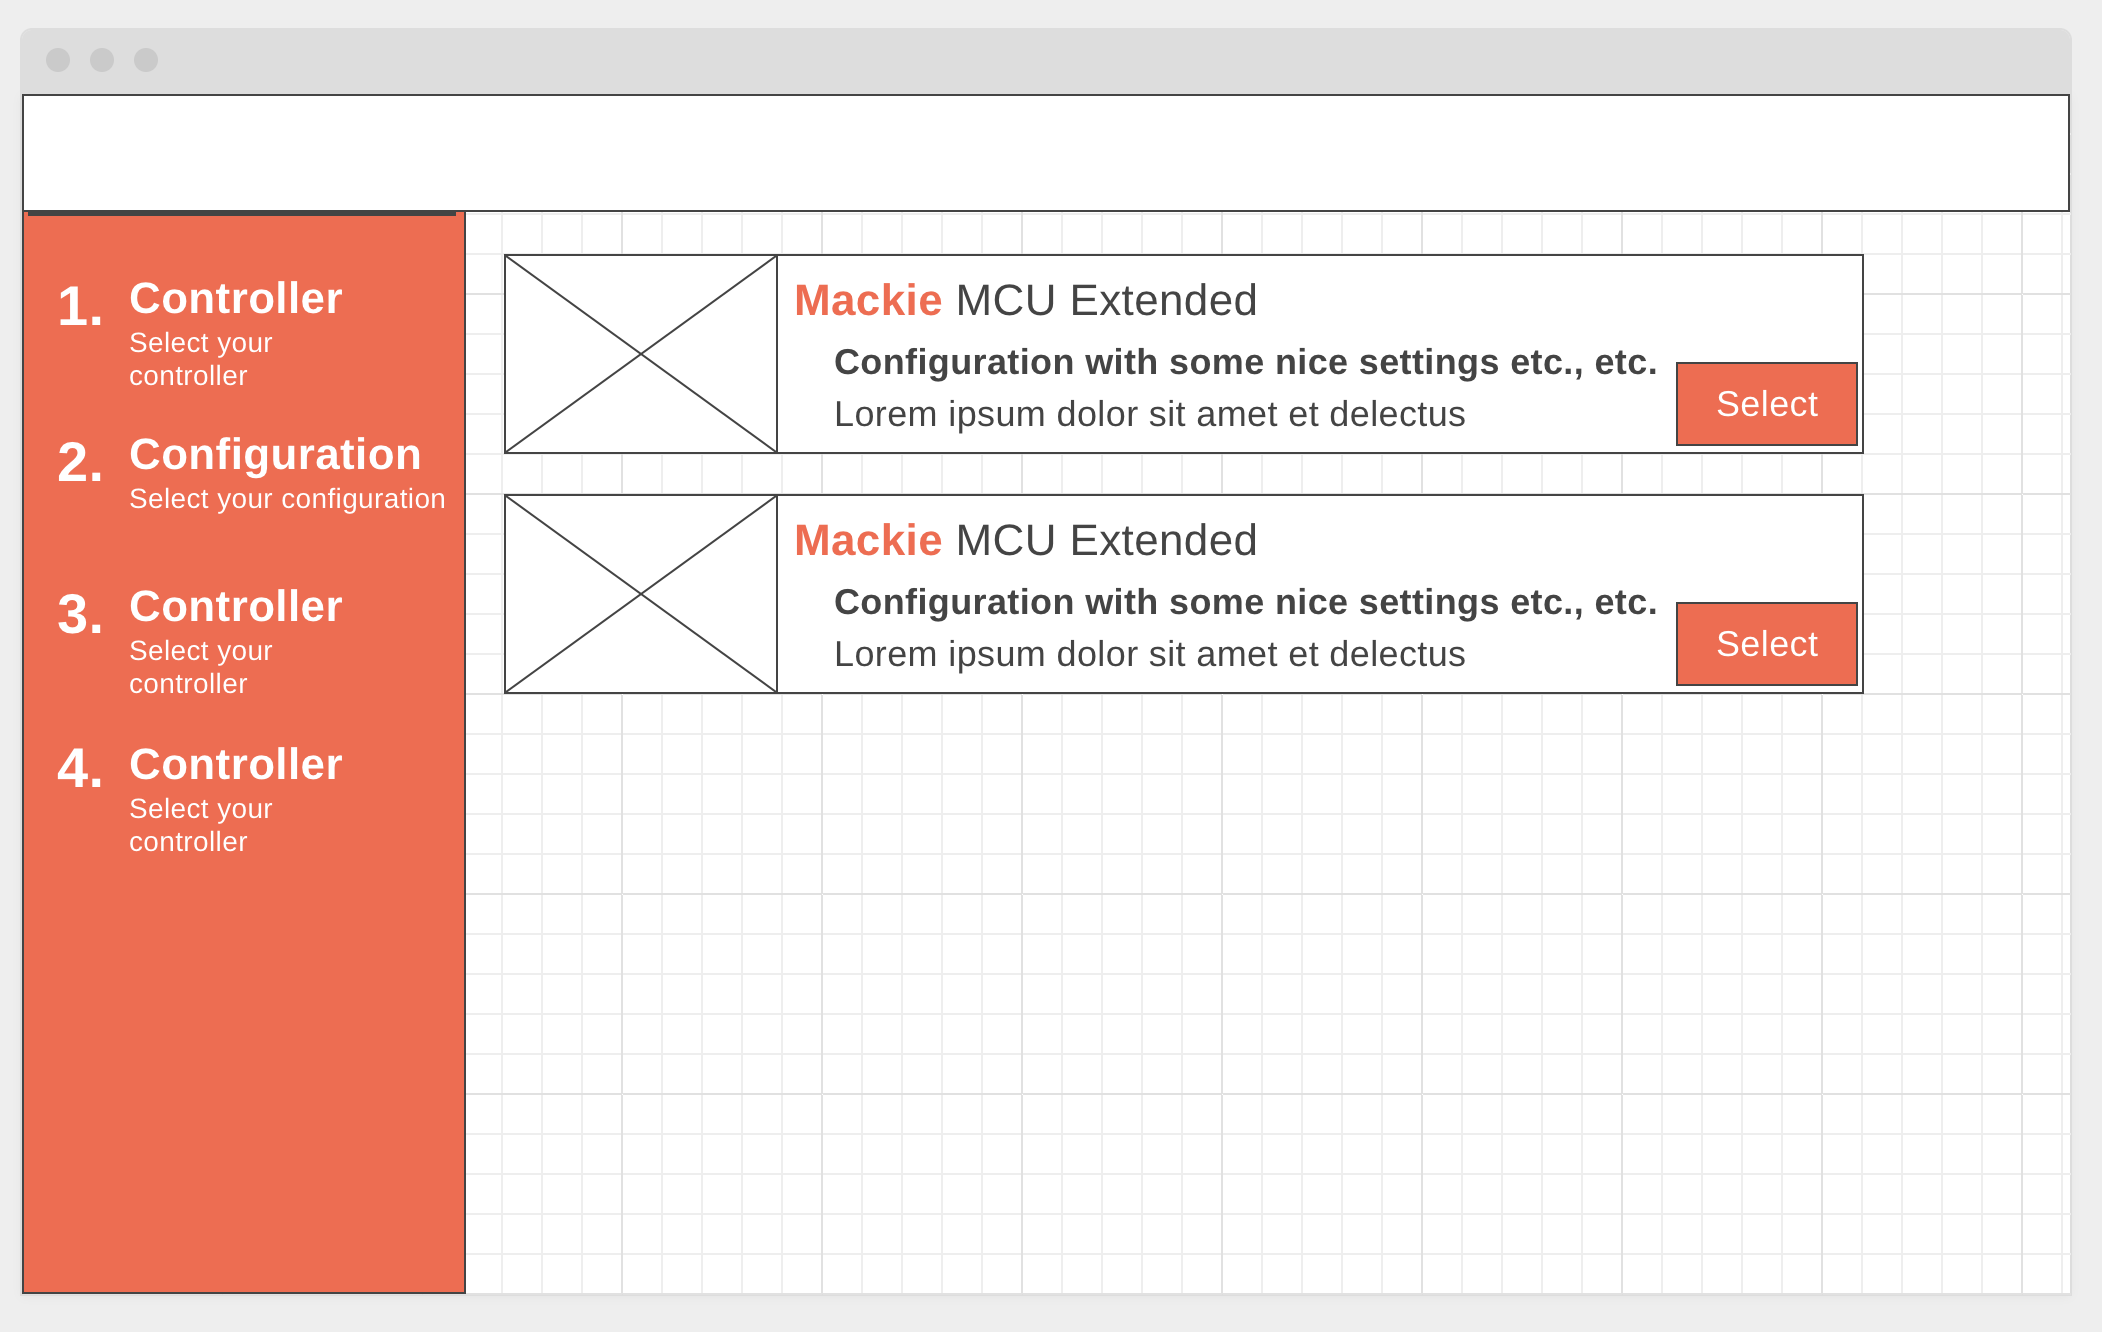 1. Controller
Select your
controller
2. Configuration
Select your configuration
3. Controller
Select your
controller
4. Controller
Select your
controller
Mackie MCU Extended
Configuration with some nice settings etc., etc.
Lorem ipsum dolor sit amet et delectus
Select
Mackie MCU Extended
Configuration with some nice settings etc., etc.
Lorem ipsum dolor sit amet et delectus
Select